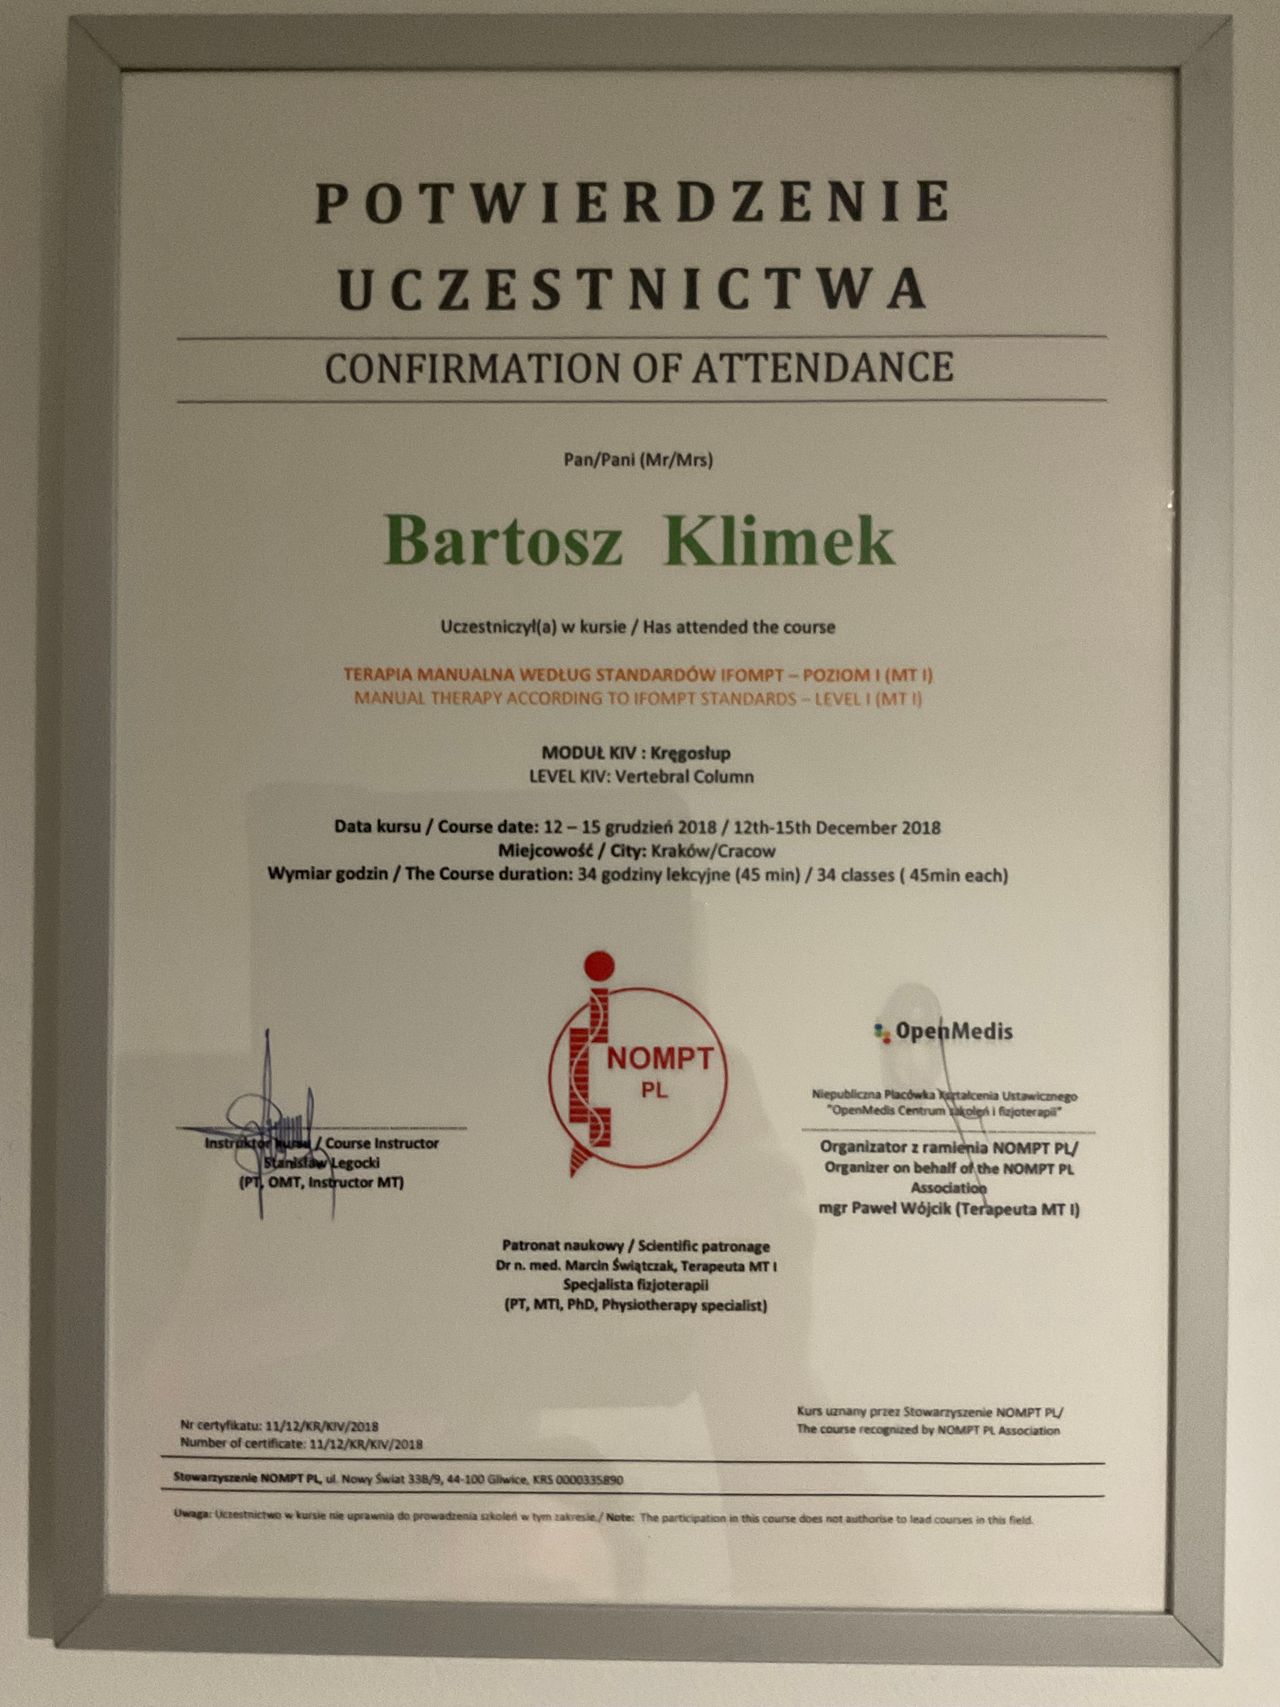 POTWIERDZENIE
UCZESTNICTWA
CONFIRMATION OF ATTENDANCE
Pan/Pani (Mr/Mrs)
Bartosz Klimek
Uczestniczył(a) w kursie / Has attended the course
TERAPIA MANUALNA WEDŁUG STANDARDÓW IFOMPT – POZIOM I (MT I)
MANUAL THERAPY ACCORDING TO IFOMPT STANDARDS – LEVEL I (MT I)
MODUŁ KIV : Kręgosłup
LEVEL KIV: Vertebral Column
Data kursu / Course date: 12 – 15 grudzień 2018 / 12th-15th December 2018
Miejcowość / City: Kraków/Cracow
Wymiar godzin / The Course duration: 34 godziny lekcyjne (45 min) / 34 classes ( 45min each)
NOMPT
PL
OpenMedis
Niepubliczna Placówka Kształcenia Ustawicznego
"OpenMedis Centrum szkoleń i fizjoterapii"
Instruktor kursu / Course Instructor
Stanisław Legocki
(PT, OMT, Instructor MT)
Organizator z ramienia NOMPT PL/
Organizer on behalf of the NOMPT PL
Association
mgr Paweł Wójcik (Terapeuta MT I)
Patronat naukowy / Scientific patronage
Dr n. med. Marcin Świątczak, Terapeuta MT I
Specjalista fizjoterapii
(PT, MTI, PhD, Physiotherapy specialist)
Nr certyfikatu: 11/12/KR/KIV/2018
Number of certificate: 11/12/KR/KIV/2018
Kurs uznany przez Stowarzyszenie NOMPT PL/
The course recognized by NOMPT PL Association
Stowarzyszenie NOMPT PL, ul. Nowy Świat 33B/9, 44-100 Gliwice, KRS 0000335890
Uwaga: Uczestnictwo w kursie nie uprawnia do prowadzenia szkoleń w tym zakresie./ Note: The participation in this course does not authorise to lead courses in this field.